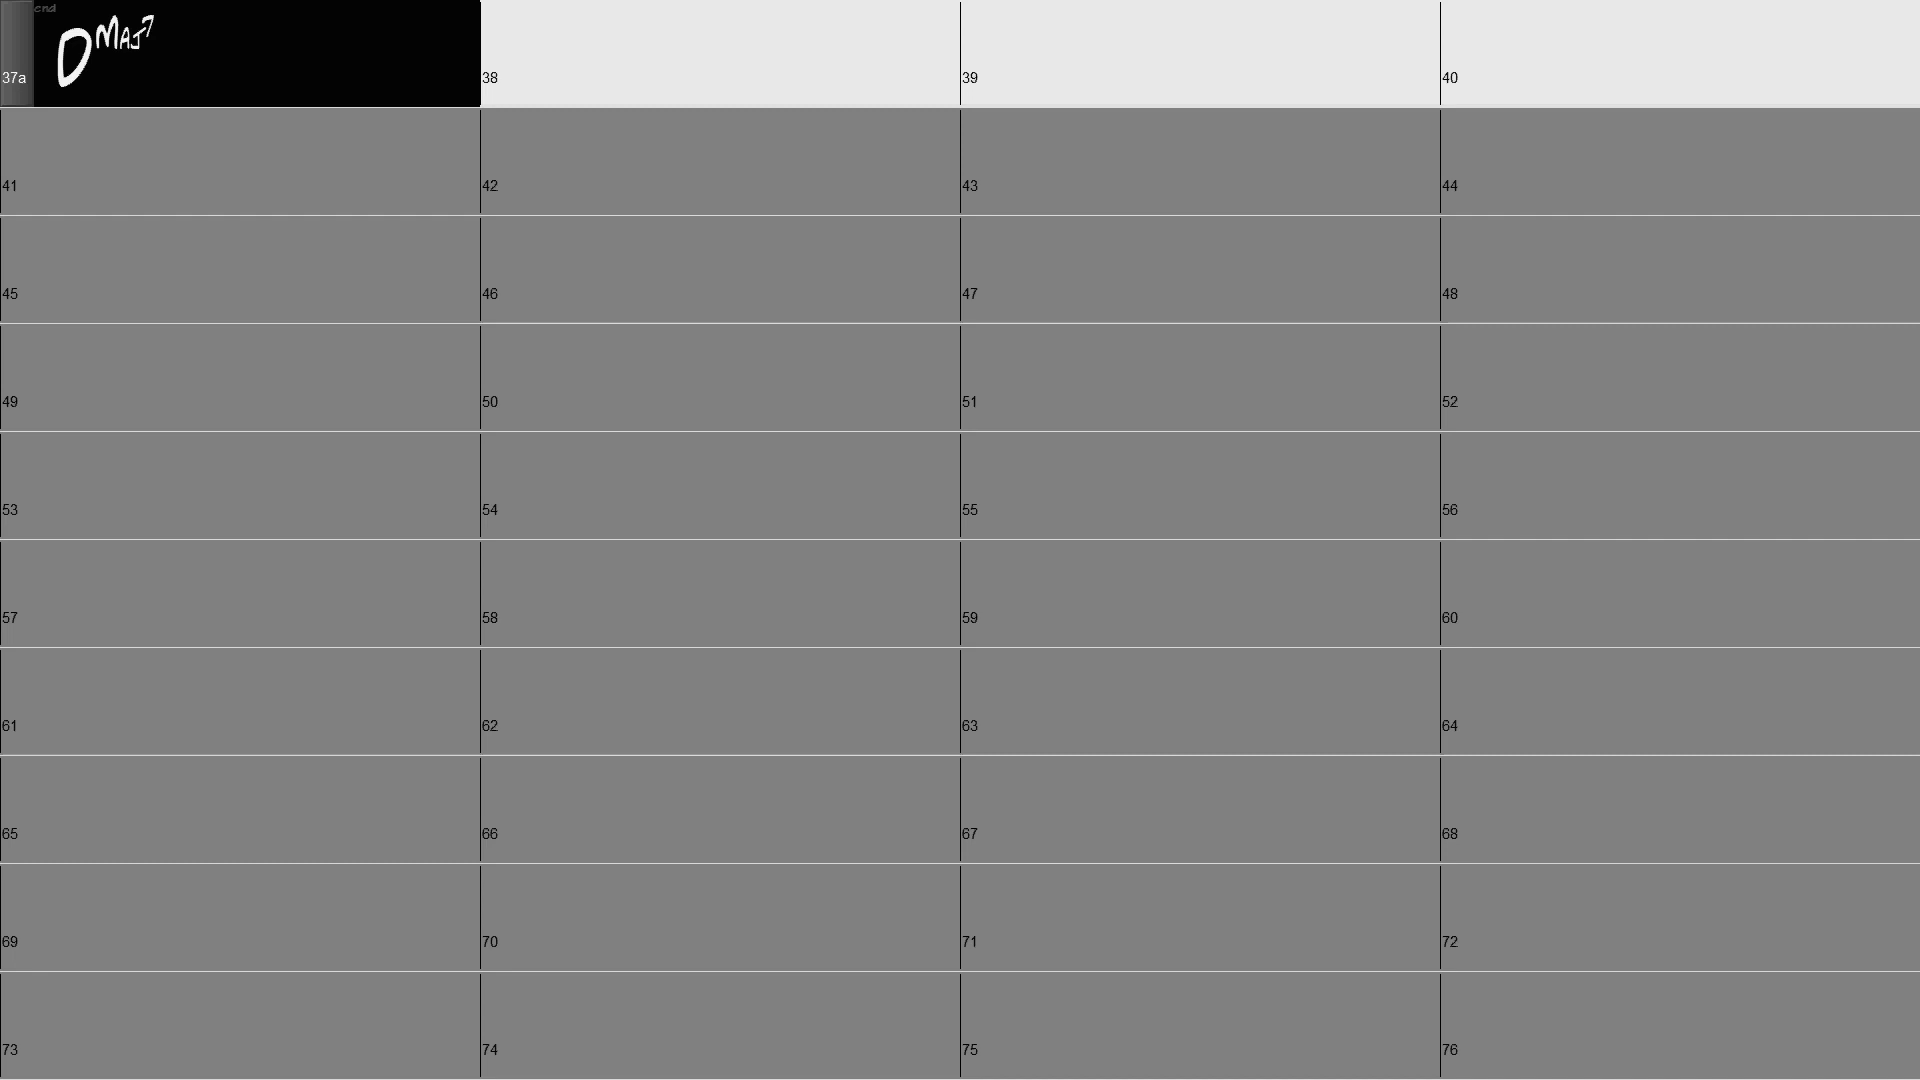 end
DMAJ7
37a 38 39 40
41 42 43 44
45 46 47 48
49 50 51 52
53 54 55 56
57 58 59 60
61 62 63 64
65 66 67 68
69 70 71 72
73 74 75 76